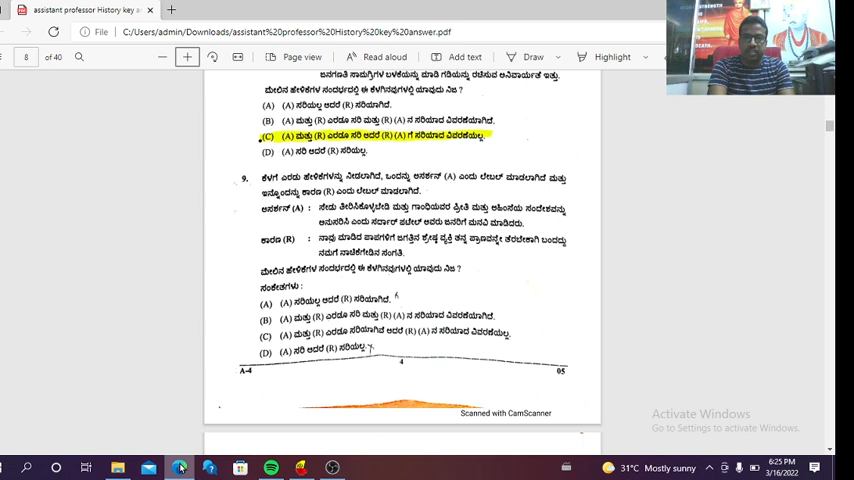 assistant professor History key an
File
C:/Users/admin/Downloads/assistant%20professor%20History%20key%20answer.pdf
8 of 40
Page view
Read aloud
Add text
Draw
ಜನಗಣತಿ ಸಾಮಗ್ರಿಗಳ ಬಳಕೆಯನ್ನು ಮಾಡಿ ಗಡಿಯನ್ನು ರಚಿಸುವ ಅನಿವಾರ್ಯತೆ ಇತ್ತು.
ಮೇಲಿನ ಹೇಳಿಕೆಗಳ ಸಂದರ್ಭದಲ್ಲಿ ಈ ಕೆಳಗಿನವುಗಳಲ್ಲಿ ಯಾವುದು ನಿಜ ?
(A) (A) ಸರಿಯಲ್ಲ ಆದರೆ (R) ಸರಿಯಾಗಿದೆ.
(B) (A) ಮತ್ತು (R) ಎರಡೂ ಸರಿ ಮತ್ತು (R) (A) ನ ಸರಿಯಾದ ವಿವರಣೆಯಾಗಿದೆ.
(C) (A) ಮತ್ತು (R) ಎರಡೂ ಸರಿ ಆದರೆ (R) (A) ಗೆ ಸರಿಯಾದ ವಿವರಣೆಯಲ್ಲ.
(D) (A) ಸರಿ ಆದರೆ (R) ಸರಿಯಲ್ಲ.
9. ಕೆಳಗೆ ಎರಡು ಹೇಳಿಕೆಗಳನ್ನು ನೀಡಲಾಗಿದೆ, ಒಂದನ್ನು ಅಸರ್ಶನ್ (A) ಎಂದು ಲೇಬಲ್ ಮಾಡಲಾಗಿದೆ ಮತ್ತು
ಇನ್ನೊಂದನ್ನು ಕಾರಣ (R) ಎಂದು ಲೇಬಲ್ ಮಾಡಲಾಗಿದೆ.
ಅಸರ್ಶನ್ (A) : ಸೇಡು ತೀರಿಸಿಕೊಳ್ಳಬೇಡಿ ಮತ್ತು ಗಾಂಧಿಯವರ ಪ್ರೀತಿ ಮತ್ತು ಅಹಿಂಸೆಯ ಸಂದೇಶವನ್ನು
ಅನುಸರಿಸಿ ಎಂದು ಸರ್ದಾರ್ ಪಟೇಲ್ ಅವರು ಜನರಿಗೆ ಮನವಿ ಮಾಡಿದರು.
ಕಾರಣ (R) : ನಾವು ಮಾಡಿದ ಪಾಪಗಳಿಗೆ ಜಗತ್ತಿನ ಶ್ರೇಷ್ಠ ವ್ಯಕ್ತಿ ತನ್ನ ಪ್ರಾಣವನ್ನೇ ತೆರಬೇಕಾಗಿ ಬಂದದ್ದು
ನಮಗೆ ನಾಚಿಕೆಗೇಡಿನ ಸಂಗತಿ.
ಮೇಲಿನ ಹೇಳಿಕೆಗಳ ಸಂದರ್ಭದಲ್ಲಿ ಈ ಕೆಳಗಿನವುಗಳಲ್ಲಿ ಯಾವುದು ನಿಜ ?
ಸಂಕೇತಗಳು :
(A) (A) ಸರಿಯಲ್ಲ ಆದರೆ (R) ಸರಿಯಾಗಿದೆ.
(B) (A) ಮತ್ತು (R) ಎರಡೂ ಸರಿ ಮತ್ತು (R) (A) ನ ಸರಿಯಾದ ವಿವರಣೆಯಾಗಿದೆ.
(C) (A) ಮತ್ತು (R) ಎರಡೂ ಸರಿಯಾಗಿವೆ ಆದರೆ (R) (A) ನ ಸರಿಯಾದ ವಿವರಣೆಯಲ್ಲ.
(D) (A) ಸರಿ ಆದರೆ (R) ಸರಿಯಲ್ಲ.
A-4 4 05
Scanned with CamScanner
Activate Windows
Go to Settings to activate Windows.
31°C Mostly sunny
6:25 PM
3/16/2022